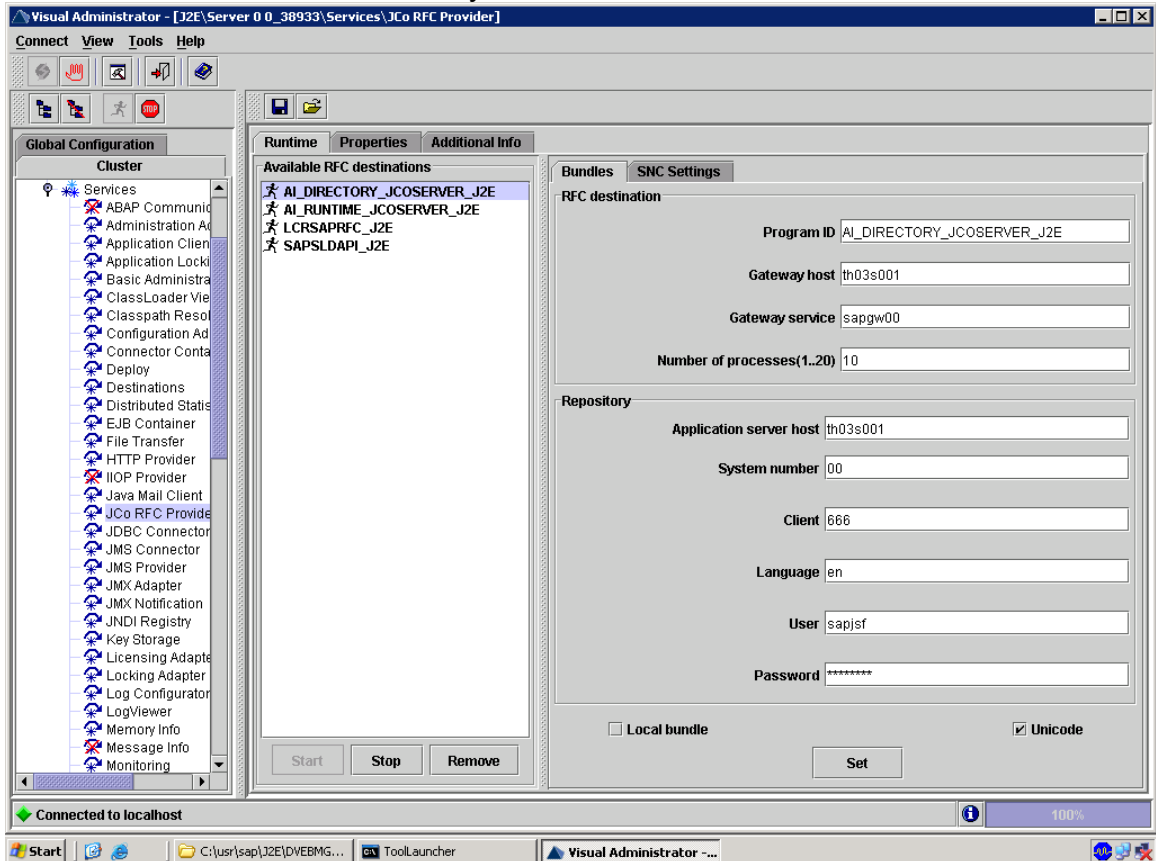 Visual Administrator - [J2E\Server 0 0_38933\Services\JCo RFC Provider]
Connect View Tools Help
STOP
Global Configuration
Cluster
Services
ABAP Communic
Administration Ad
Application Clien
Application Locki
Basic Administra
ClassLoader Vie
Classpath Resol
Configuration Ad
Connector Conta
Deploy
Destinations
Distributed Statis
EJB Container
File Transfer
HTTP Provider
IIOP Provider
Java Mail Client
JCo RFC Provide
JDBC Connector
JMS Connector
JMS Provider
JMX Adapter
JMX Notification
JNDI Registry
Key Storage
Licensing Adapte
Locking Adapter
Log Configurator
LogViewer
Memory Info
Message Info
Monitoring
Runtime Properties Additional Info
Available RFC destinations
AI_DIRECTORY_JCOSERVER_J2E
AI_RUNTIME_JCOSERVER_J2E
LCRSAPRFC_J2E
SAPSLDAPI_J2E
Start Stop Remove
Bundles SNC Settings
RFC destination
Program ID AI_DIRECTORY_JCOSERVER_J2E
Gateway host th03s001
Gateway service sapgw00
Number of processes(1..20) 10
Repository
Application server host th03s001
System number 00
Client 666
Language en
User sapjsf
Password ********
Local bundle Unicode
Set
Connected to localhost 100%
Start C:\usr\sap\J2E\DVEBMG... ToolLauncher Visual Administrator -...